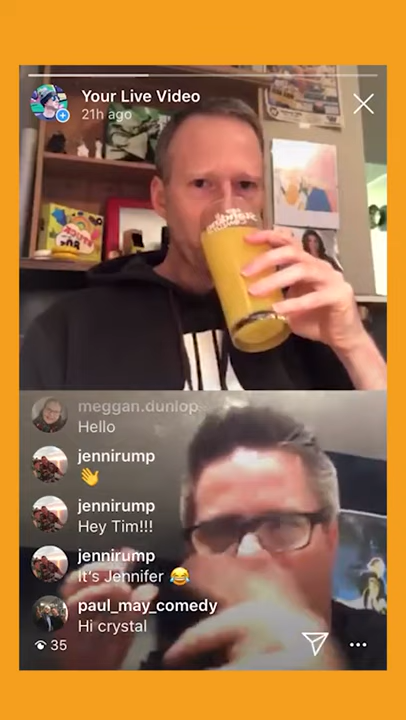 Your Live Video
21h ago
meggan.dunlop
Hello
jennirump
👋
jennirump
Hey Tim!!!
jennirump
It's Jennifer 😂
paul_may_comedy
Hi crystal
35